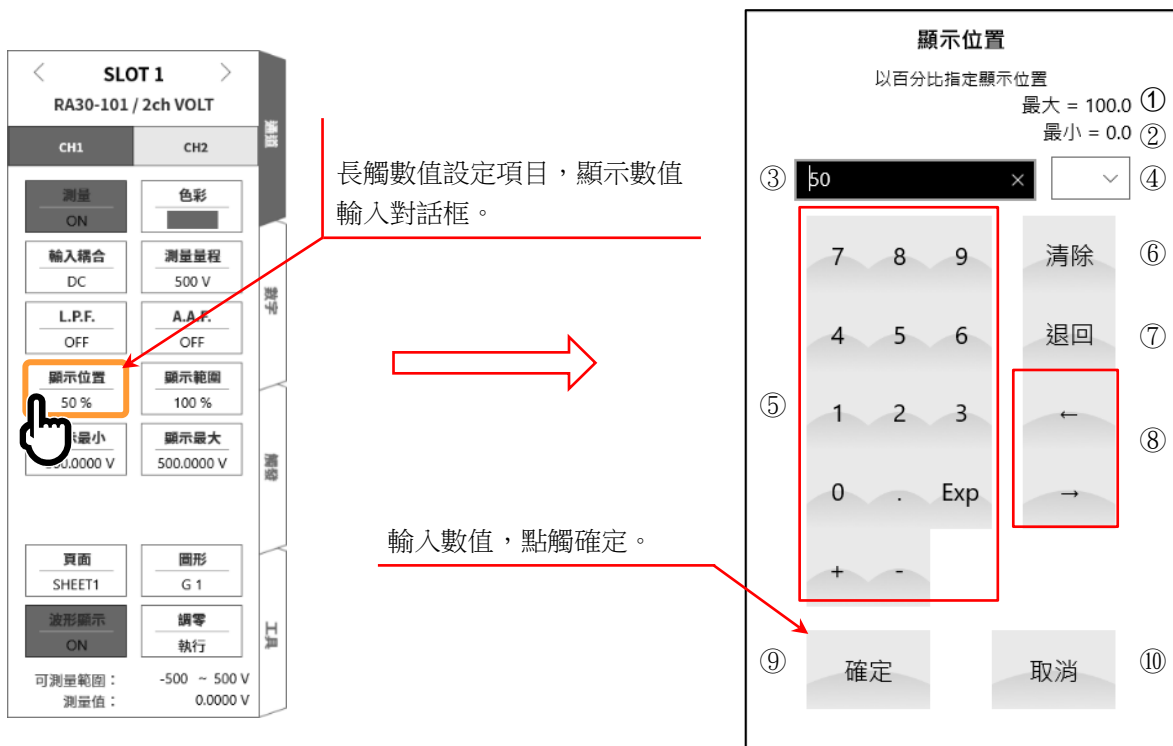 < SLOT 1 >
RA30-101 / 2ch VOLT
CH1 CH2
測量 ON
色彩
輸入耦合 DC
測量量程 500 V
L.P.F. OFF
A.A.F. OFF
顯示位置 50 %
顯示範圍 100 %
最小
.0000 V
顯示最大 500.0000 V
頁面 SHEET1
圖形 G 1
波形顯示 ON
調零 執行
可測量範圍： -500 ~ 500 V
測量值： 0.0000 V
通道
數字
觸發
工具
長觸數值設定項目，顯示數值
輸入對話框。
輸入數值，點觸確定。
顯示位置
以百分比指定顯示位置
最大 = 100.0 ①
最小 = 0.0 ②
③ 50 × ④
⑤
7 8 9 清除 ⑥
4 5 6 退回 ⑦
1 2 3 ←
⑧
0 . Exp →
+ -
⑨ 確定 取消 ⑩